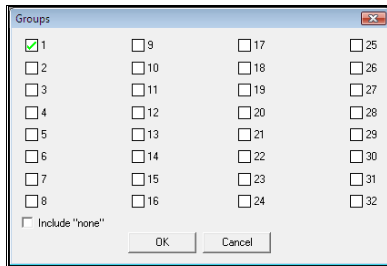 Groups
1 9 17 25
2 10 18 26
3 11 19 27
4 12 20 28
5 13 21 29
6 14 22 30
7 15 23 31
8 16 24 32
Include "none"
OK Cancel